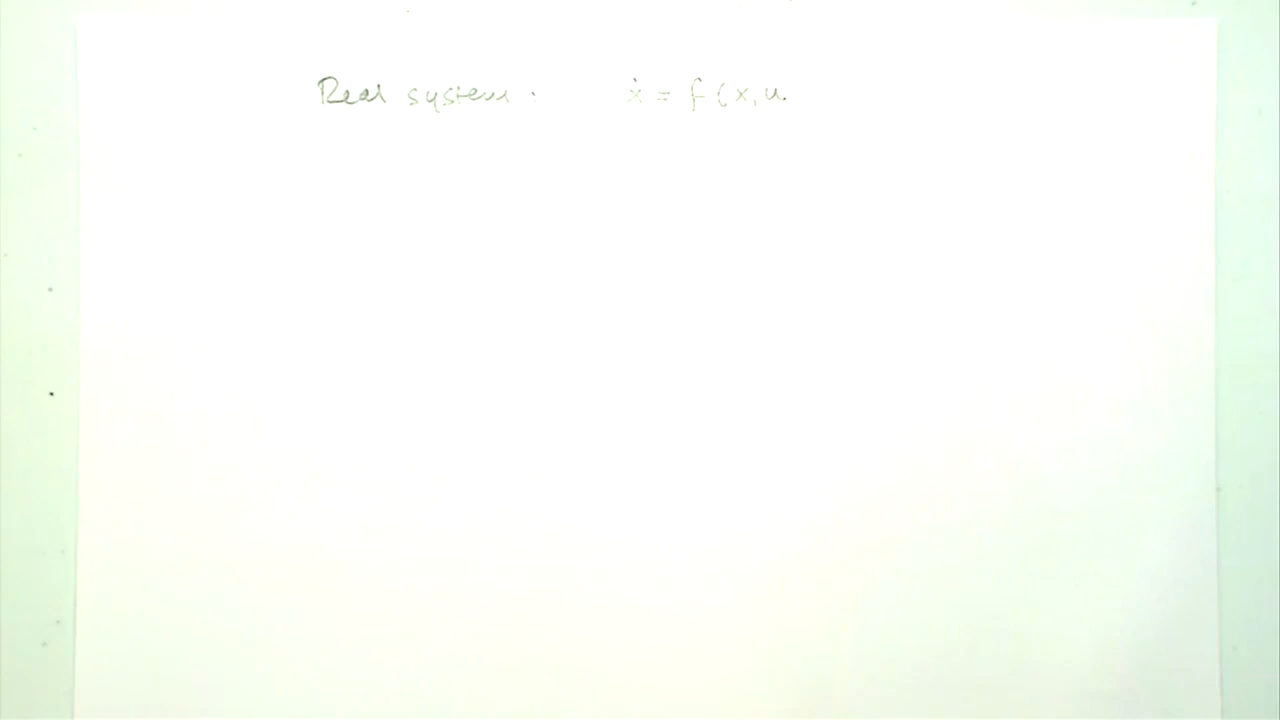 Real system : ẋ = f(x,u